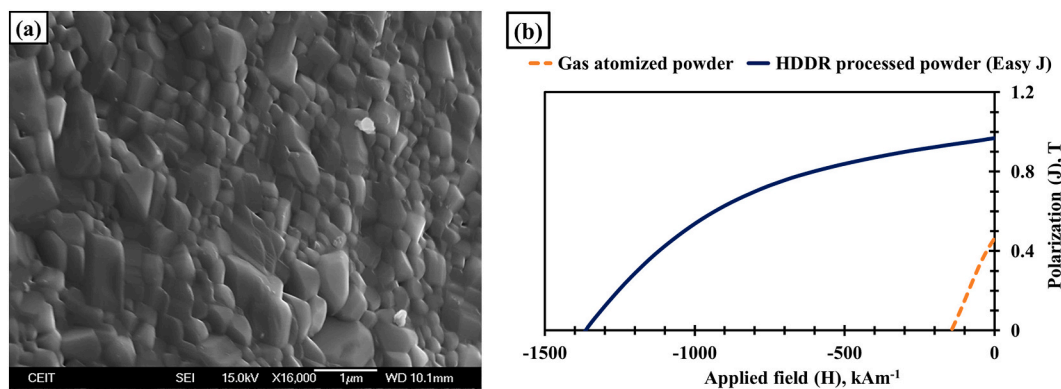 (a)
CEIT SEI 15.0kV X16,000 1µm WD 10.1mm
(b)
Gas atomized powder HDDR processed powder (Easy J)
1.2
0.8
0.4
0
Polarization (J), T
-1500 -1000 -500 0
Applied field (H), kAm-1